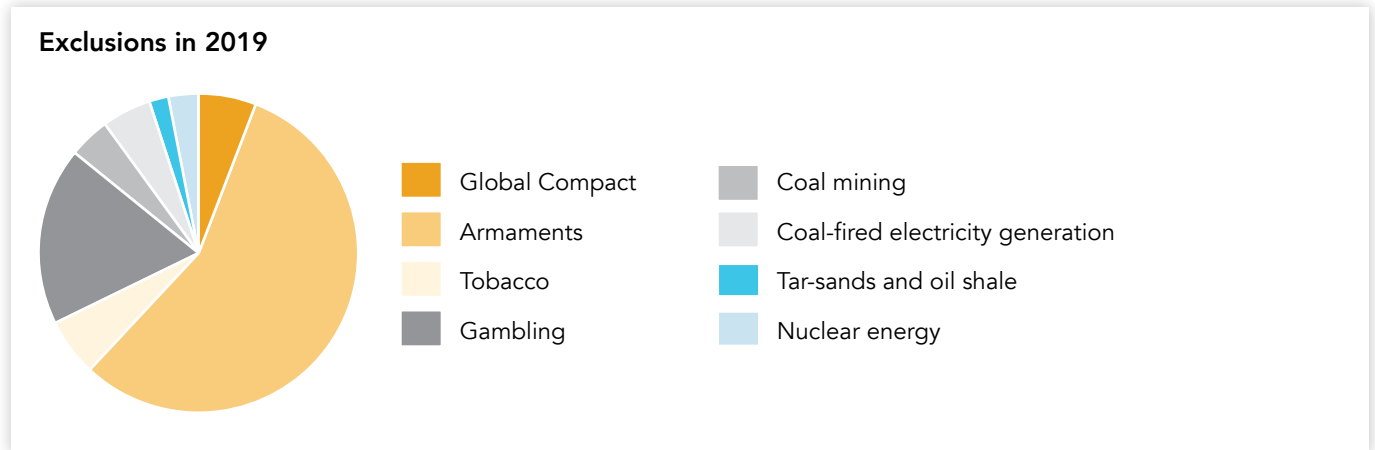 Exclusions in 2019
Global Compact
Armaments
Tobacco
Gambling
Coal mining
Coal-fired electricity generation
Tar-sands and oil shale
Nuclear energy